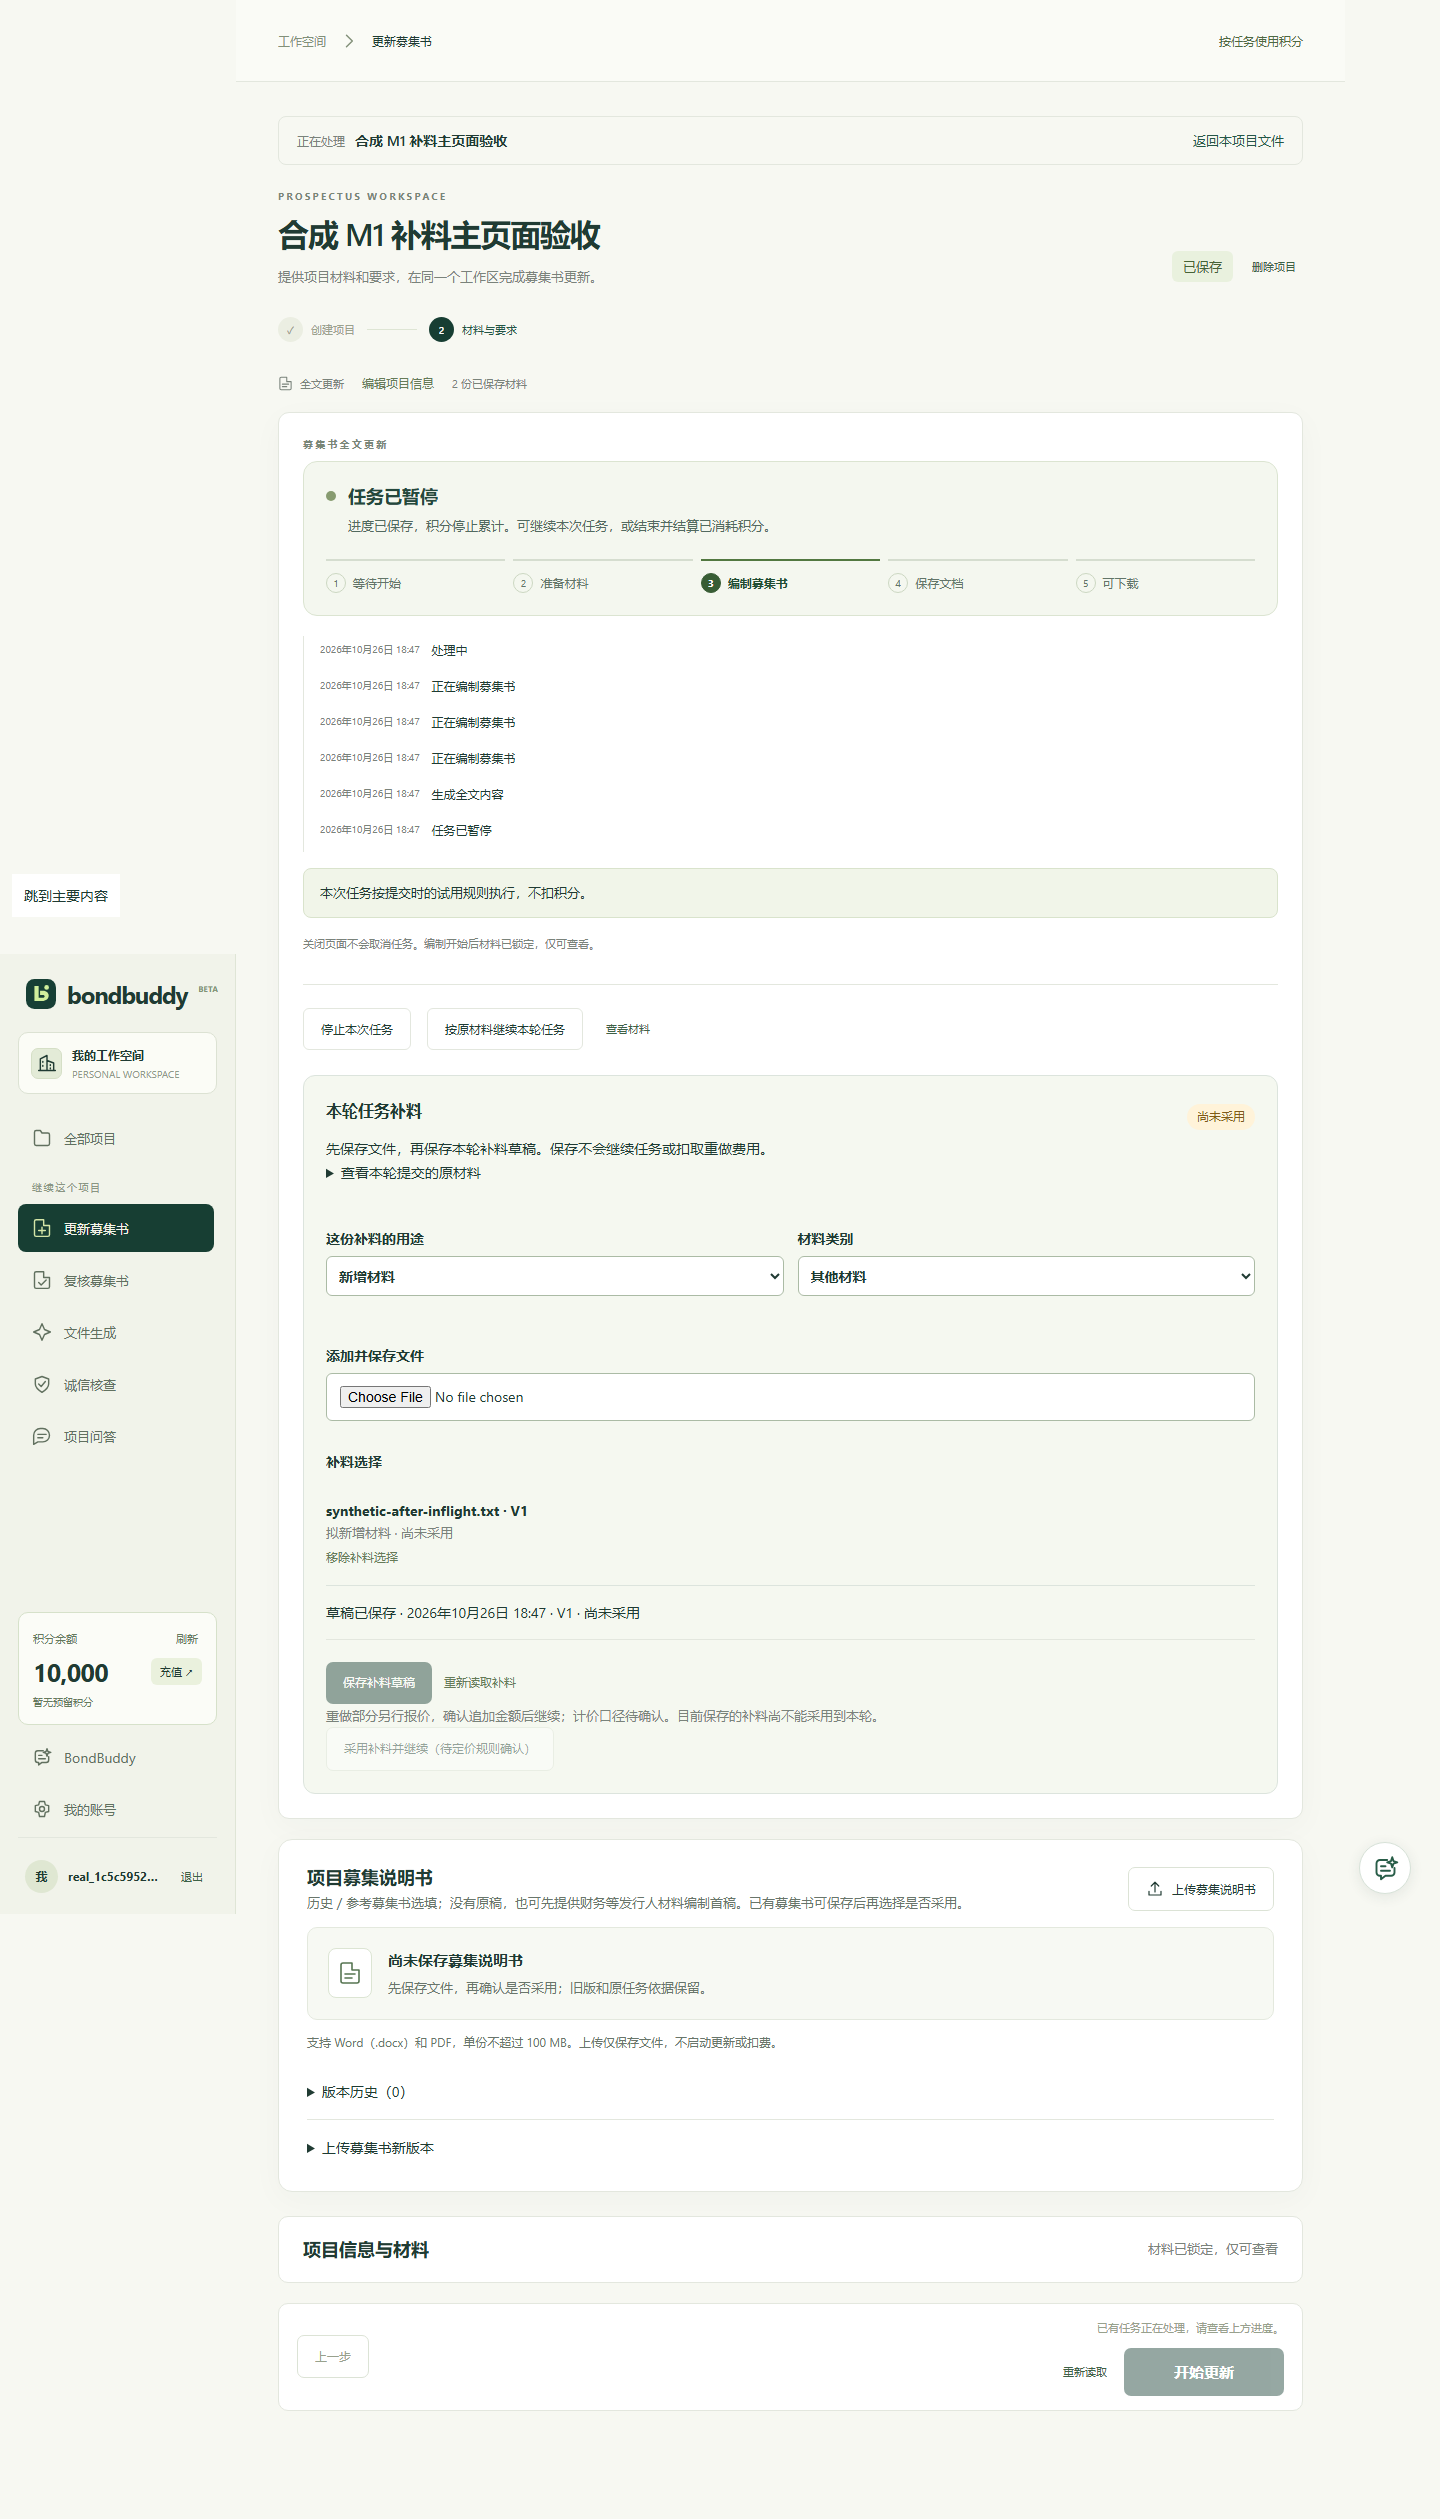 工作空间
更新募集书
按任务使用积分
正在处理 合成 M1 补料主页面验收
返回本项目文件
PROSPECTUS WORKSPACE
合成 M1 补料主页面验收
提供项目材料和要求，在同一个工作区完成募集书更新。
已保存
删除项目
创建项目
2 材料与要求
全文更新 编辑项目信息 2 份已保存材料
募集书全文更新
任务已暂停
进度已保存，积分停止累计。可继续本次任务，或结束并结算已消耗积分。
1 等待开始
2 准备材料
3 编制募集书
4 保存文档
5 可下载
2026年10月26日 18:47 处理中
2026年10月26日 18:47 正在编制募集书
2026年10月26日 18:47 正在编制募集书
2026年10月26日 18:47 正在编制募集书
2026年10月26日 18:47 生成全文内容
2026年10月26日 18:47 任务已暂停
本次任务按提交时的试用规则执行，不扣积分。
关闭页面不会取消任务。编制开始后材料已锁定，仅可查看。
停止本次任务
按原材料继续本轮任务
查看材料
本轮任务补料
尚未采用
先保存文件，再保存本轮补料草稿。保存不会继续任务或扣取重做费用。
查看本轮提交的原材料
这份补料的用途
新增材料
材料类别
其他材料
添加并保存文件
Choose File No file chosen
补料选择
synthetic-after-inflight.txt · V1
拟新增材料 · 尚未采用
移除补料选择
草稿已保存 · 2026年10月26日 18:47 · V1 · 尚未采用
保存补料草稿
重新读取补料
重做部分另行报价，确认追加金额后继续；计价口径待确认。目前保存的补料尚不能采用到本轮。
采用补料并继续（待定价规则确认）
项目募集说明书
历史 / 参考募集书选填；没有原稿，也可先提供财务等发行人材料编制首稿。已有募集书可保存后再选择是否采用。
上传募集说明书
尚未保存募集说明书
先保存文件，再确认是否采用；旧版和原任务依据保留。
支持 Word（.docx）和 PDF，单份不超过 100 MB。上传仅保存文件，不启动更新或扣费。
版本历史（0）
上传募集书新版本
项目信息与材料
材料已锁定，仅可查看
上一步
已有任务正在处理，请查看上方进度。
重新读取
开始更新
跳到主要内容
bondbuddy BETA
我的工作空间
PERSONAL WORKSPACE
全部项目
继续这个项目
更新募集书
复核募集书
文件生成
诚信核查
项目问答
积分余额
刷新
10,000
充值 ↗
暂无预留积分
BondBuddy
我的账号
我 real_1c5c5952... 退出